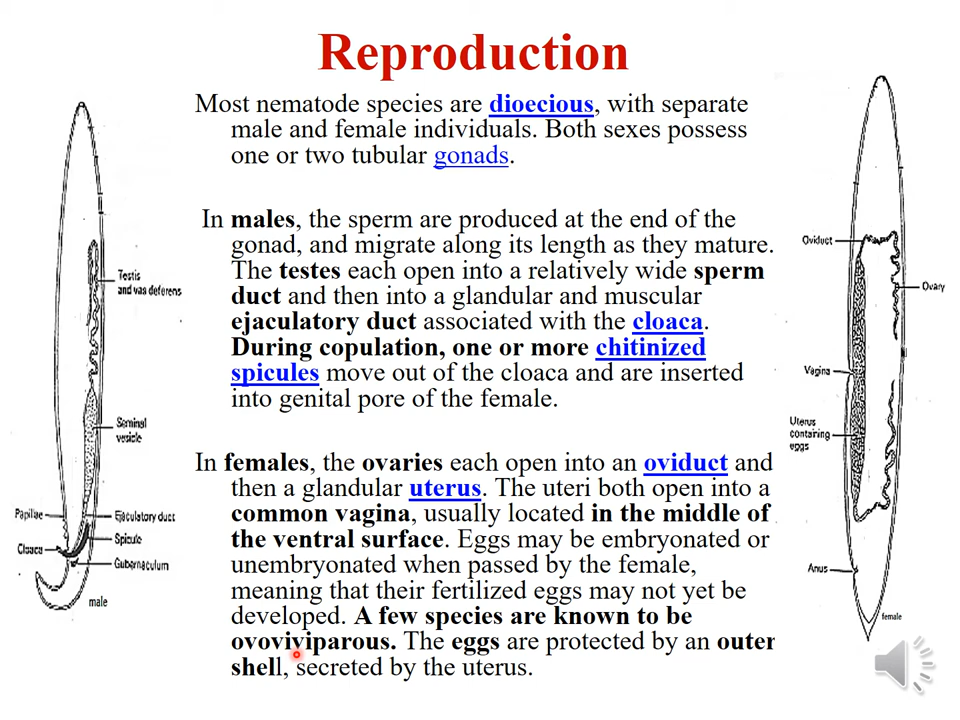 Reproduction
Most nematode species are dioecious, with separate
male and female individuals. Both sexes possess
one or two tubular gonads.
In males, the sperm are produced at the end of the
gonad, and migrate along its length as they mature.
The testes each open into a relatively wide sperm
duct and then into a glandular and muscular
ejaculatory duct associated with the cloaca.
During copulation, one or more chitinized
spicules move out of the cloaca and are inserted
into genital pore of the female.
In females, the ovaries each open into an oviduct and
then a glandular uterus. The uteri both open into a
common vagina, usually located in the middle of
the ventral surface. Eggs may be embryonated or
unembryonated when passed by the female,
meaning that their fertilized eggs may not yet be
developed. A few species are known to be
ovoviviparous. The eggs are protected by an outer
shell, secreted by the uterus.
Testis
and vas deferens
Seminal
vesicle
Papillae
Ejaculatory duct
Spicule
Cloaca
Gubernaculum
male
Oviduct
Ovary
Vagina
Uterus
containing
eggs
Anus
female